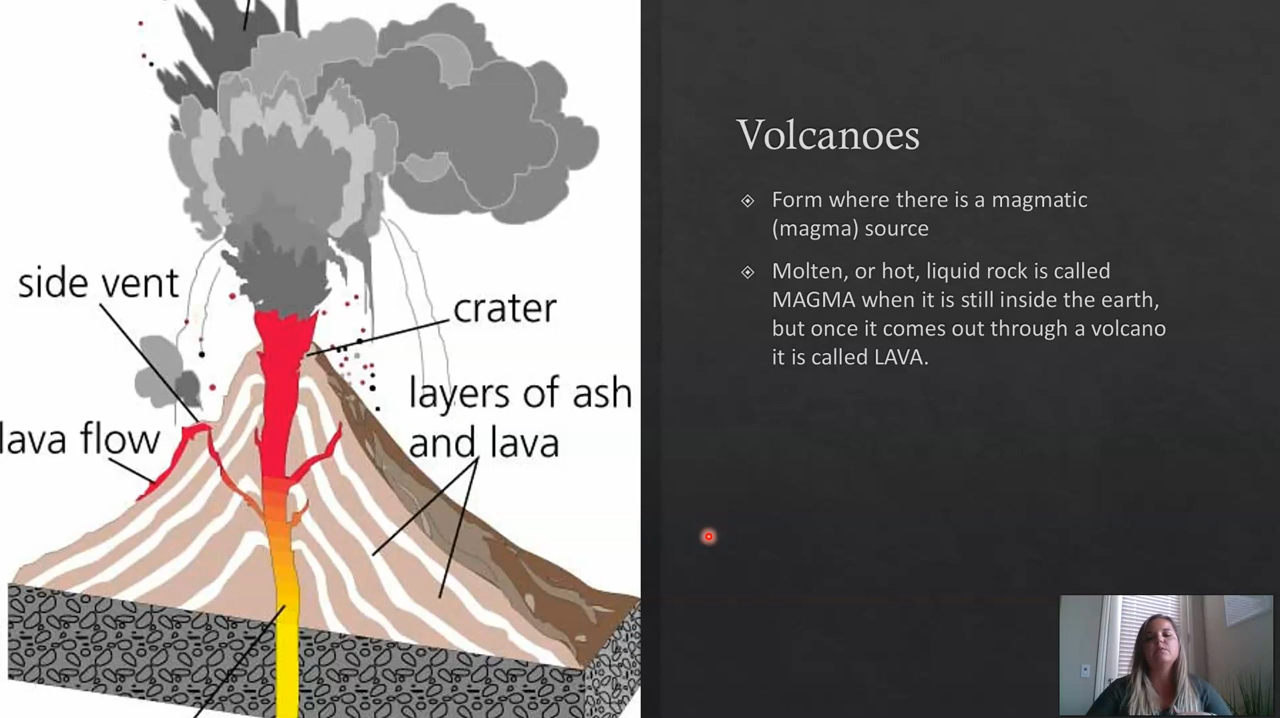 side vent
crater
layers of ash
and lava
lava flow
Volcanoes
Form where there is a magmatic
(magma) source
Molten, or hot, liquid rock is called
MAGMA when it is still inside the earth,
but once it comes out through a volcano
it is called LAVA.